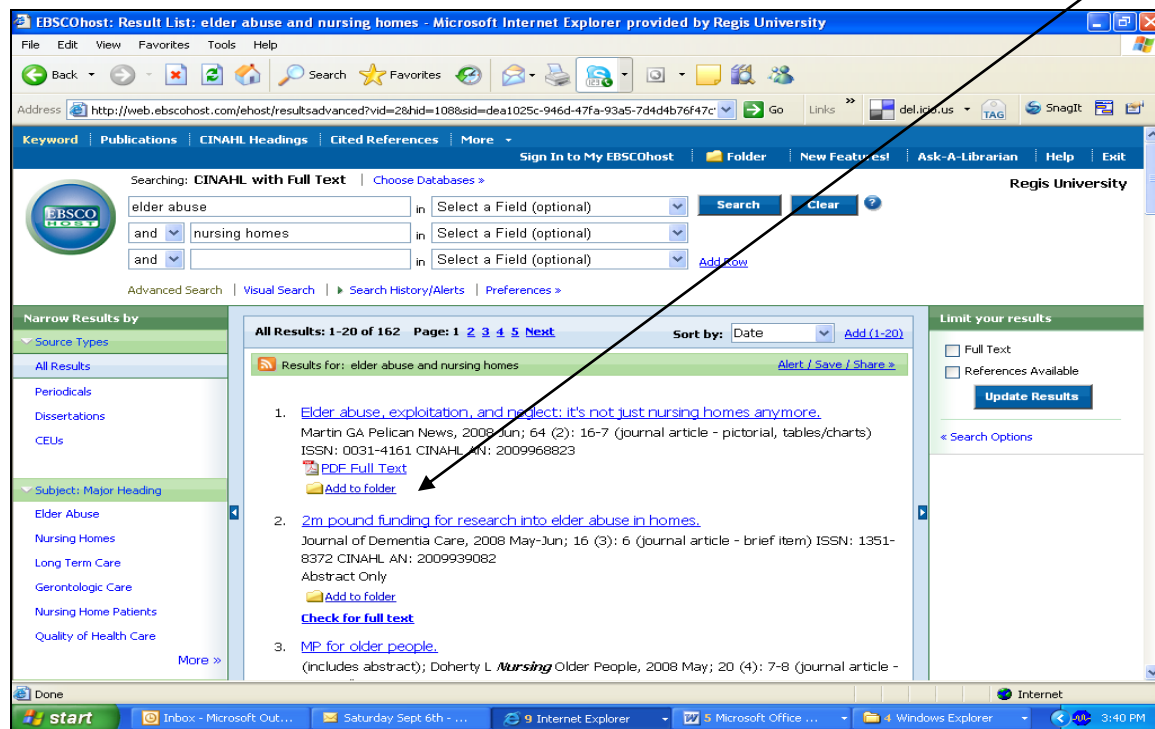 EBSCOhost: Result List: elder abuse and nursing homes - Microsoft Internet Explorer provided by Regis University
File Edit View Favorites Tools Help
Back Search Favorites
Address http://web.ebscohost.com/ehost/resultsadvanced?vid=2&hid=108&sid=dea1025c-946d-47fa-93a5-7d4d4b76f47c Go Links » del.icio.us TAG SnagIt
Keyword Publications CINAHL Headings Cited References More
Sign In to My EBSCOhost Folder New Features! Ask-A-Librarian Help Exit
Searching: CINAHL with Full Text | Choose Databases »
Regis University
EBSCO
HOST
elder abuse in Select a Field (optional) Search Clear ?
and nursing homes in Select a Field (optional)
and in Select a Field (optional) Add Row
Advanced Search | Visual Search | Search History/Alerts | Preferences »
Narrow Results by
Source Types
All Results
Periodicals
Dissertations
CEUs
Subject: Major Heading
Elder Abuse
Nursing Homes
Long Term Care
Gerontologic Care
Nursing Home Patients
Quality of Health Care
More »
All Results: 1-20 of 162 Page: 1 2 3 4 5 Next Sort by: Date Add (1-20)
Results for: elder abuse and nursing homes Alert / Save / Share »
1. Elder abuse, exploitation, and neglect: it's not just nursing homes anymore.
Martin GA Pelican News, 2008 Jun; 64 (2): 16-7 (journal article - pictorial, tables/charts)
ISSN: 0031-4161 CINAHL AN: 2009968823
PDF Full Text
Add to folder
2. 2m pound funding for research into elder abuse in homes.
Journal of Dementia Care, 2008 May-Jun; 16 (3): 6 (journal article - brief item) ISSN: 1351-
8372 CINAHL AN: 2009939082
Abstract Only
Add to folder
Check for full text
3. MP for older people.
(includes abstract); Doherty L Nursing Older People, 2008 May; 20 (4): 7-8 (journal article -
Limit your results
Full Text
References Available
Update Results
« Search Options
Done Internet
start Inbox - Microsoft Out... Saturday Sept 6th - ... 9 Internet Explorer 5 Microsoft Office ... 4 Windows Explorer 3:40 PM